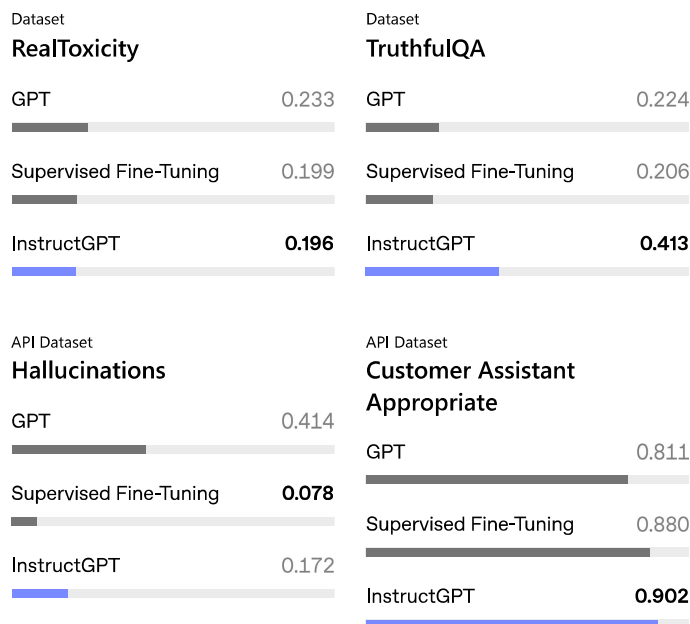 Dataset
RealToxicity
GPT 0.233
Supervised Fine-Tuning 0.199
InstructGPT 0.196
Dataset
TruthfulQA
GPT 0.224
Supervised Fine-Tuning 0.206
InstructGPT 0.413
API Dataset
Hallucinations
GPT 0.414
Supervised Fine-Tuning 0.078
InstructGPT 0.172
API Dataset
Customer Assistant
Appropriate
GPT 0.811
Supervised Fine-Tuning 0.880
InstructGPT 0.902